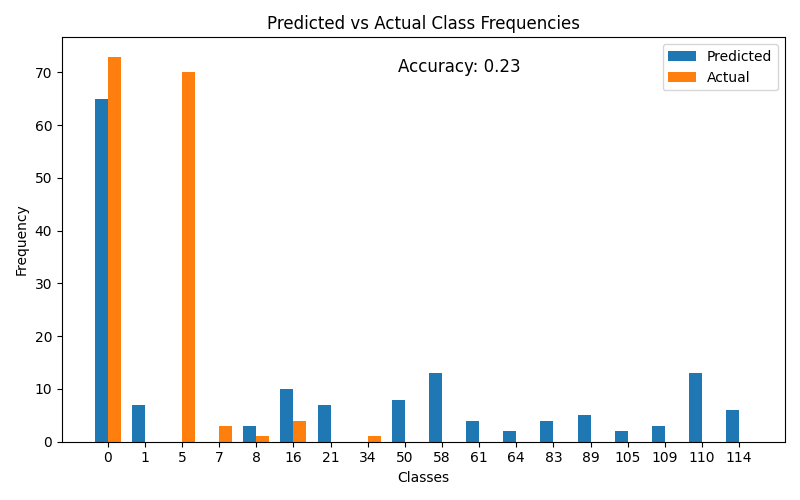 Predicted vs Actual Class Frequencies
Accuracy: 0.23
Predicted
Actual
Frequency
70
60
50
40
30
20
10
0
0 1 5 7 8 16 21 34 50 58 61 64 83 89 105 109 110 114
Classes